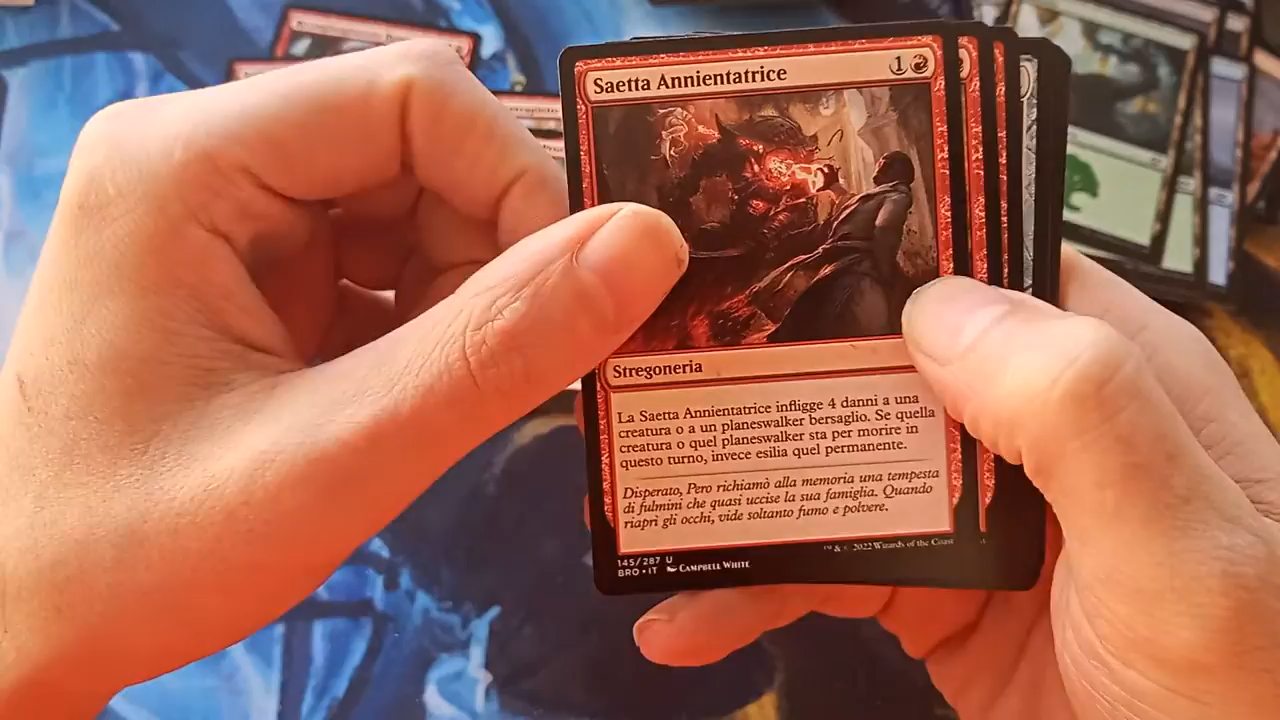 Saetta Annientatrice 1
Stregoneria
La Saetta Annientatrice infligge 4 danni a una
creatura o a un planeswalker bersaglio. Se quella
creatura o quel planeswalker sta per morire in
questo turno, invece esilia quel permanente.
Disperato, Pero richiamò alla memoria una tempesta
di fulmini che quasi uccise la sua famiglia. Quando
riaprì gli occhi, vide soltanto fumo e polvere.
145/287 U
BRO • IT CAMPBELL WHITE
™ & © 2022 Wizards of the Coast